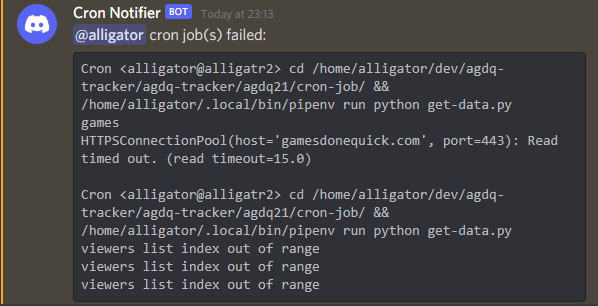 Cron Notifier BOT Today at 23:13
@alligator cron job(s) failed:
Cron <alligator@alligatr2> cd /home/alligator/dev/agdq-
tracker/agdq-tracker/agdq21/cron-job/ &&
/home/alligator/.local/bin/pipenv run python get-data.py
games
HTTPSConnectionPool(host='gamesdonequick.com', port=443): Read
timed out. (read timeout=15.0)
Cron <alligator@alligatr2> cd /home/alligator/dev/agdq-
tracker/agdq-tracker/agdq21/cron-job/ &&
/home/alligator/.local/bin/pipenv run python get-data.py
viewers list index out of range
viewers list index out of range
viewers list index out of range